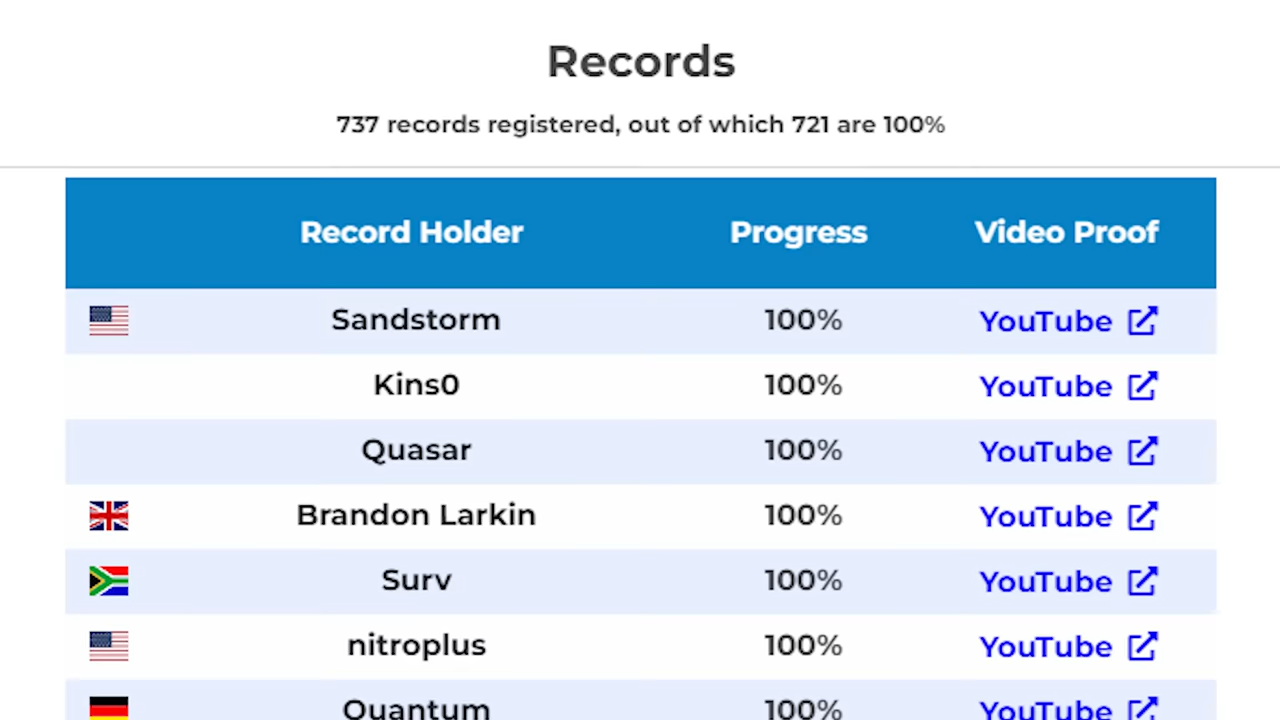 Records
737 records registered, out of which 721 are 100%
Record Holder Progress Video Proof
Sandstorm 100% YouTube
Kins0 100% YouTube
Quasar 100% YouTube
Brandon Larkin 100% YouTube
Surv 100% YouTube
nitroplus 100% YouTube
Quantum 100% YouTube